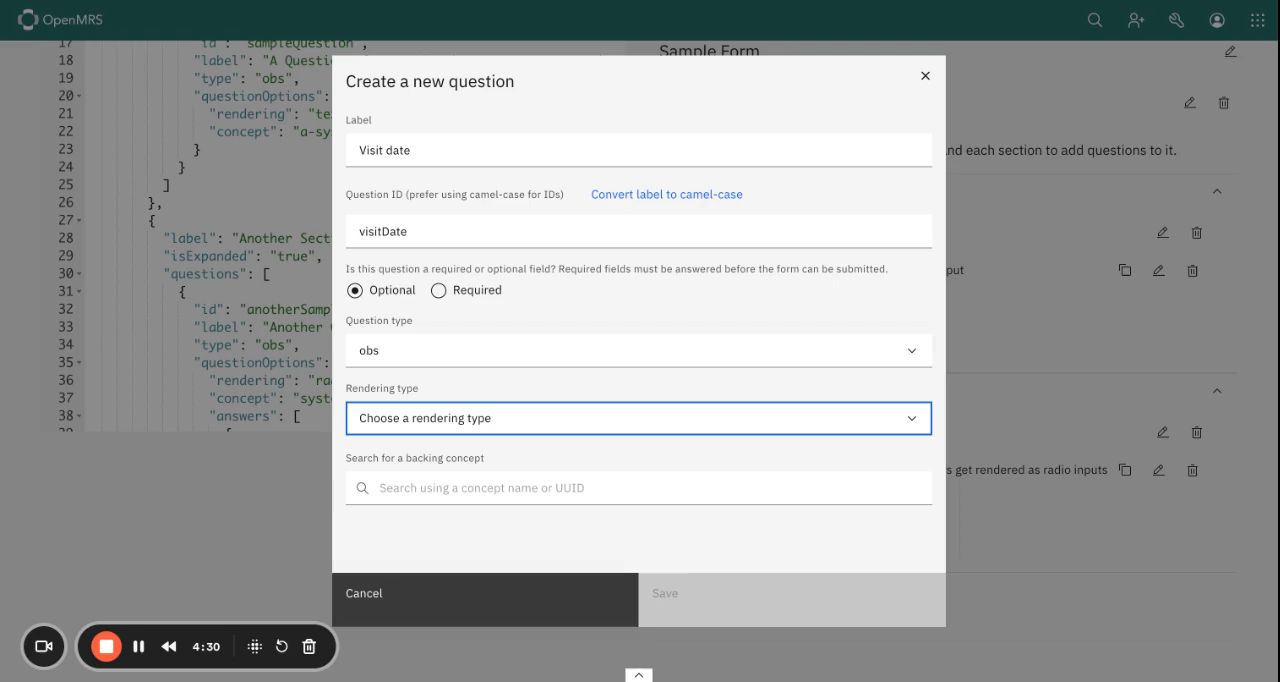 OpenMRS
17 "id": "sampleQuestion",
18 "label": "A Questio
19 "type": "obs",
20 "questionOptions":
21 "rendering": "te
22 "concept": "a-sy
23 }
24 }
25 ]
26 },
27 {
28 "label": "Another Sect
29 "isExpanded": "true",
30 "questions": [
31 {
32 "id": "anotherSamp
33 "label": "Another
34 "type": "obs",
35 "questionOptions":
36 "rendering": "ra
37 "concept": "syst
38 "answers": [
39
Sample Form
nd each section to add questions to it.
put
s get rendered as radio inputs
Create a new question
Label
Visit date
Question ID (prefer using camel-case for IDs) Convert label to camel-case
visitDate
Is this question a required or optional field? Required fields must be answered before the form can be submitted.
Optional Required
Question type
obs
Rendering type
Choose a rendering type
Search for a backing concept
Search using a concept name or UUID
Cancel Save
4:30